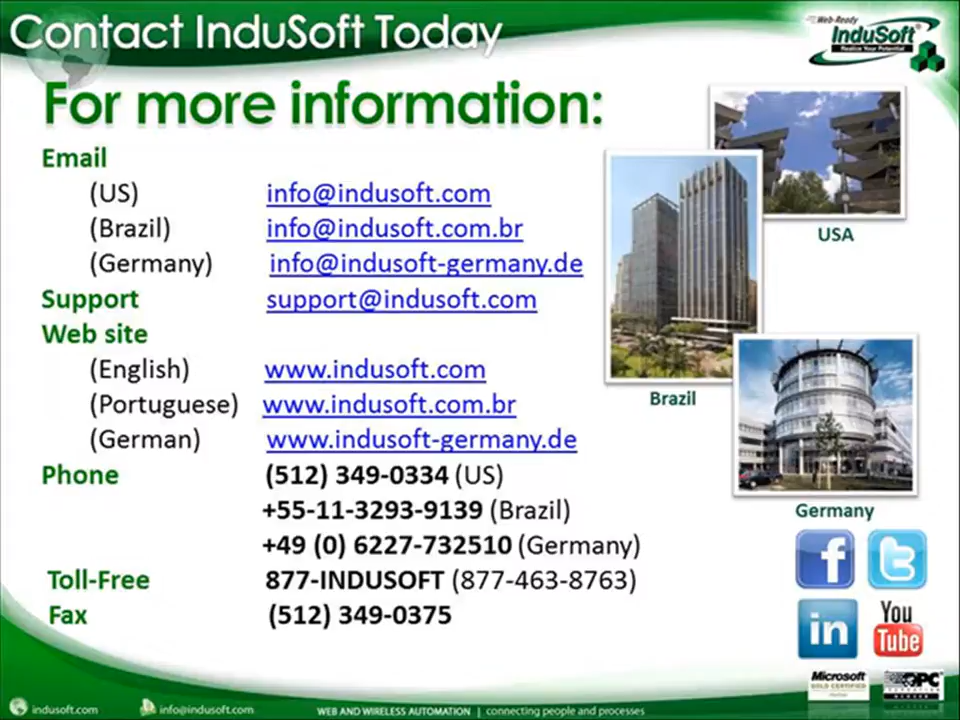 Contact InduSoft Today
Web-Ready
InduSoft®
Realize Your Potential
For more information:
Email
(US) info@indusoft.com
(Brazil) info@indusoft.com.br
(Germany) info@indusoft-germany.de
Support support@indusoft.com
Web site
(English) www.indusoft.com
(Portuguese) www.indusoft.com.br
(German) www.indusoft-germany.de
Phone (512) 349-0334 (US)
+55-11-3293-9139 (Brazil)
+49 (0) 6227-732510 (Germany)
Toll-Free 877-INDUSOFT (877-463-8763)
Fax (512) 349-0375
USA
Brazil
Germany
f
t
in
You
Tube
Microsoft
GOLD CERTIFIED
OPC
indusoft.com
info@indusoft.com
WEB AND WIRELESS AUTOMATION | connecting people and processes